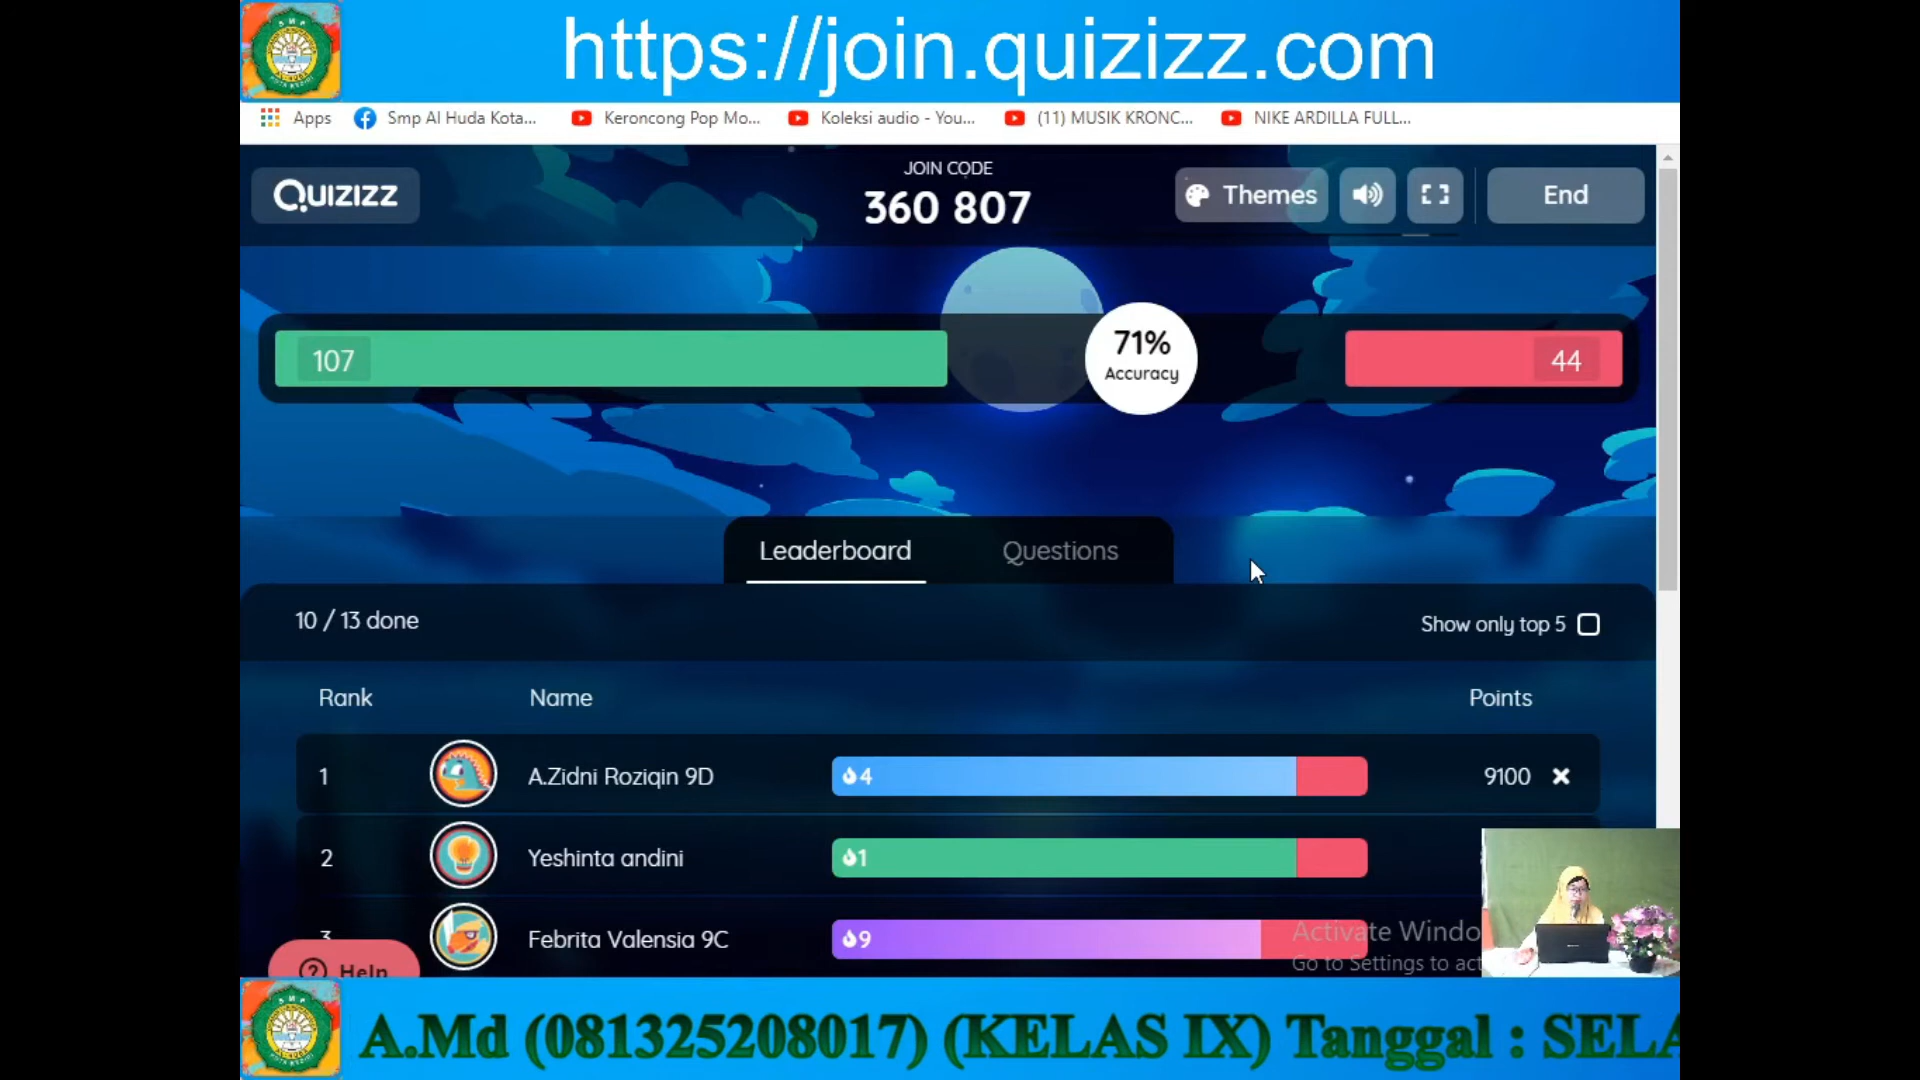 https://join.quizizz.com
Apps Smp Al Huda Kota... Keroncong Pop Mo... Koleksi audio - You... (11) MUSIK KRONC... NIKE ARDILLA FULL...
QUIZIZZ
JOIN CODE
360 807
Themes
End
107
71%
Accuracy
44
Leaderboard Questions
10 / 13 done
Show only top 5
Rank Name Points
1 A.Zidni Roziqin 9D 4 9100
2 Yeshinta andini 1
3 Febrita Valensia 9C 9
Activate Windo
Go to Settings to act
Help
A.Md (081325208017) (KELAS IX) Tanggal : SELA